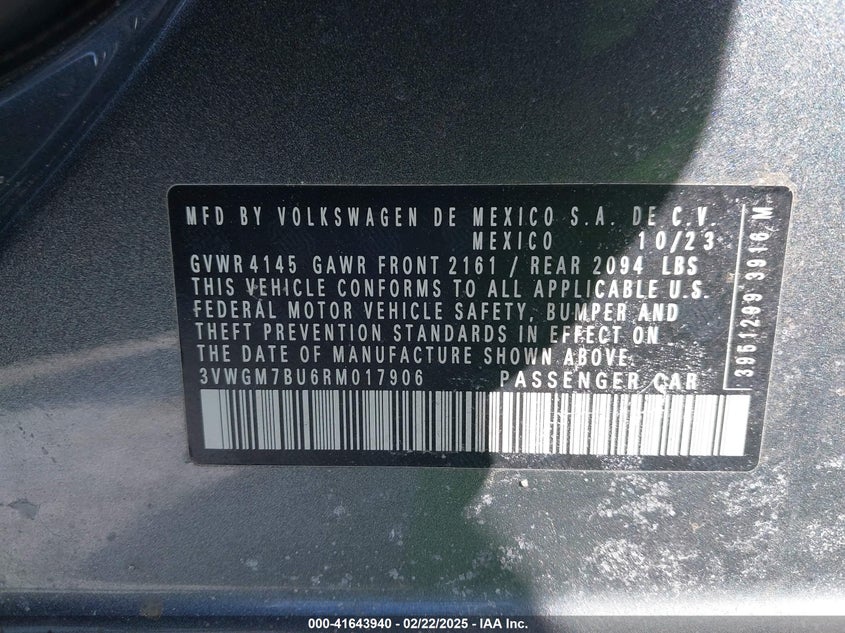 MFD BY VOLKSWAGEN DE MEXICO S.A. DE C.V.
MEXICO 10/23
GVWR 4145 GAWR FRONT 2161 / REAR 2094 LBS
THIS VEHICLE CONFORMS TO ALL APPLICABLE U.S.
FEDERAL MOTOR VEHICLE SAFETY, BUMPER AND
THEFT PREVENTION STANDARDS IN EFFECT ON
THE DATE OF MANUFACTURE SHOWN ABOVE.
3VWGM7BU6RM017906 PASSENGER CAR
3961299 3916 M
000-41643940 - 02/22/2025 - IAA Inc.